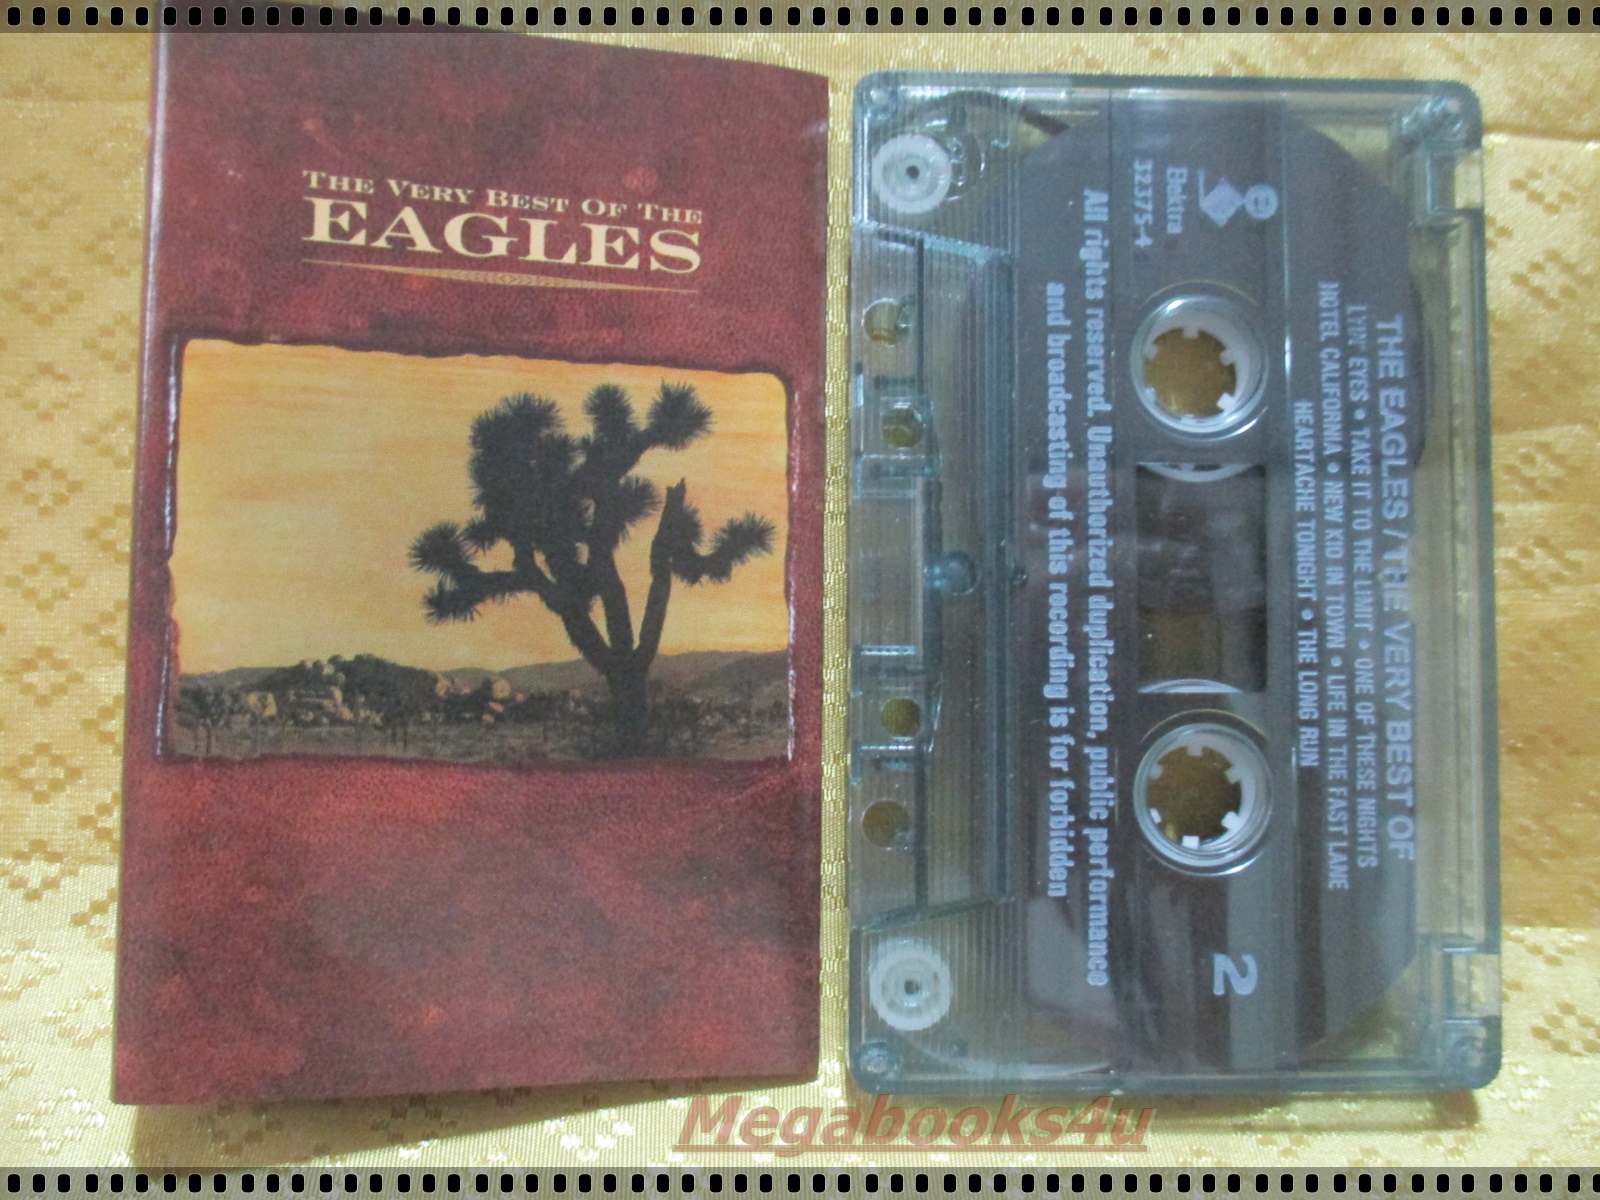 THE VERY BEST OF THE
EAGLES
THE EAGLES / THE VERY BEST OF
LYIN' EYES • TAKE IT TO THE LIMIT • ONE OF THESE NIGHTS
HOTEL CALIFORNIA • NEW KID IN TOWN • LIFE IN THE FAST LANE
HEARTACHE TONIGHT • THE LONG RUN
e
Elektra
32375-4
2
All rights reserved. Unauthorized duplication, public performance
and broadcasting of this recording is for forbidden
Megabooks4u